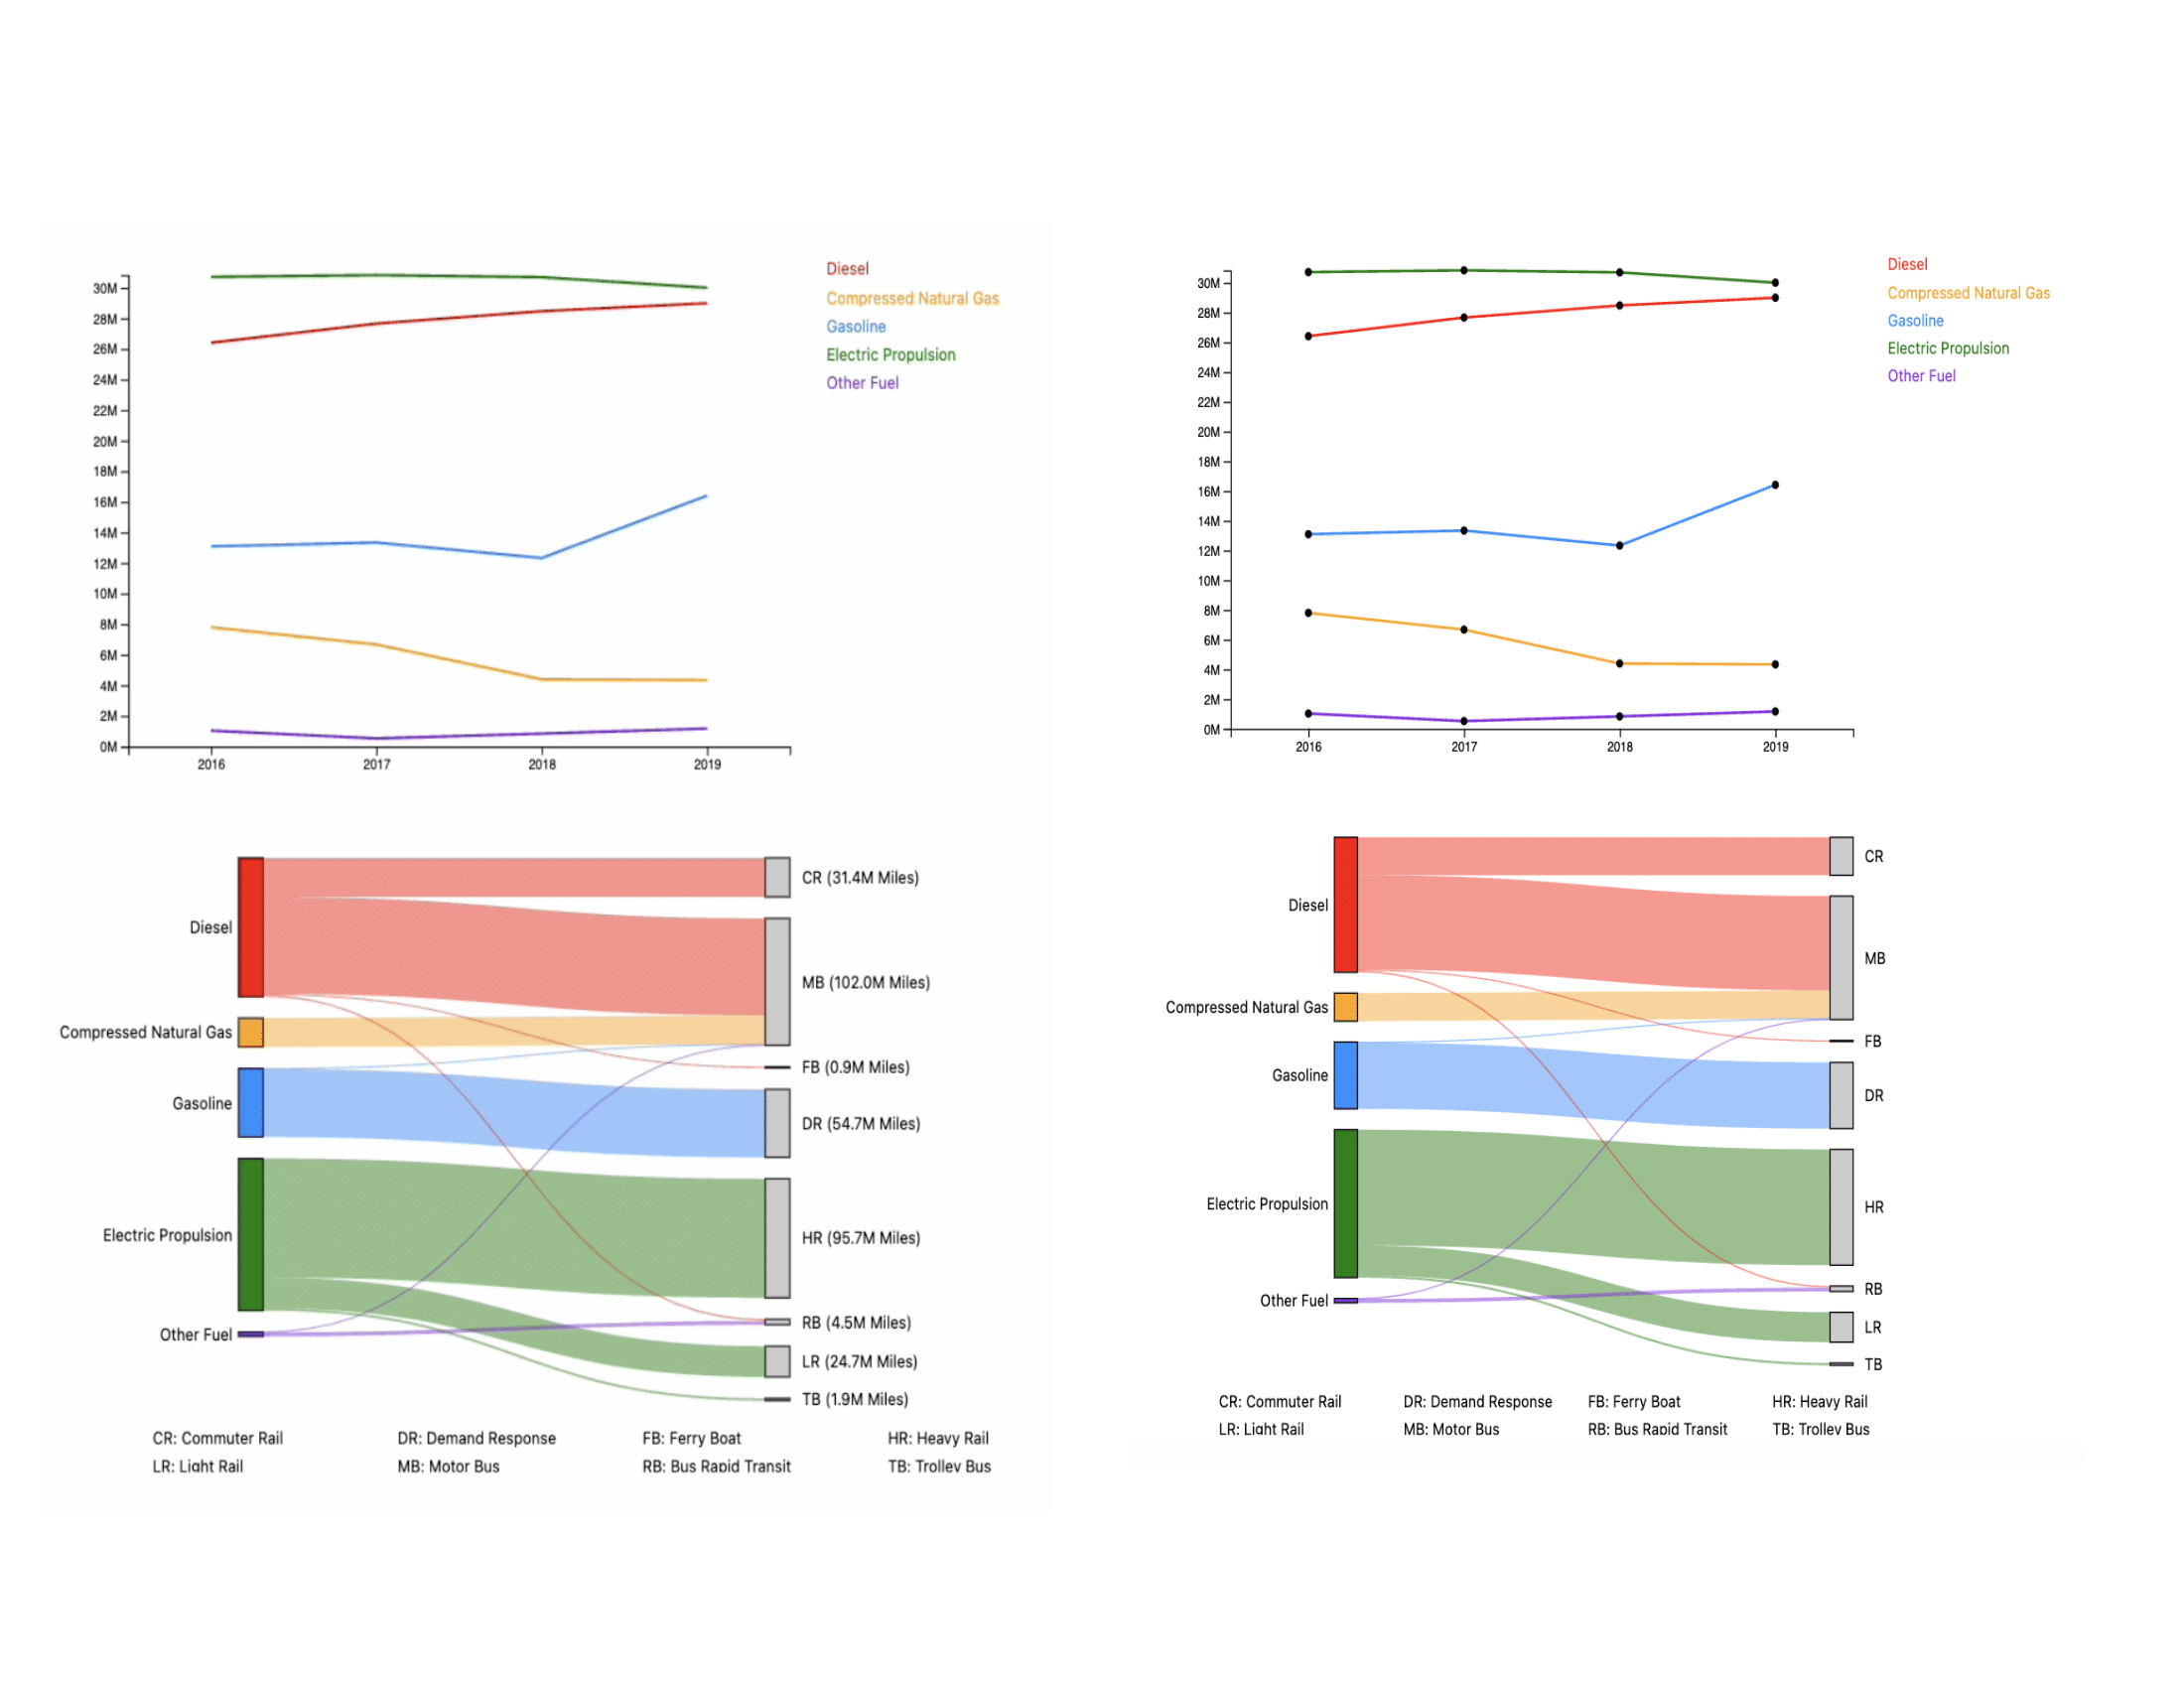 30M
28M
26M
24M
22M
20M
18M
16M
14M
12M
10M
8M
6M
4M
2M
0M
2016 2017 2018 2019
Diesel
Compressed Natural Gas
Gasoline
Electric Propulsion
Other Fuel
30M
28M
26M
24M
22M
20M
18M
16M
14M
12M
10M
8M
6M
4M
2M
0M
2016 2017 2018 2019
Diesel
Compressed Natural Gas
Gasoline
Electric Propulsion
Other Fuel
Diesel
Compressed Natural Gas
Gasoline
Electric Propulsion
Other Fuel
CR (31.4M Miles)
MB (102.0M Miles)
FB (0.9M Miles)
DR (54.7M Miles)
HR (95.7M Miles)
RB (4.5M Miles)
LR (24.7M Miles)
TB (1.9M Miles)
CR: Commuter Rail DR: Demand Response FB: Ferry Boat HR: Heavy Rail
LR: Light Rail MB: Motor Bus RB: Bus Rapid Transit TB: Trolley Bus
Diesel
Compressed Natural Gas
Gasoline
Electric Propulsion
Other Fuel
CR
MB
FB
DR
HR
RB
LR
TB
CR: Commuter Rail DR: Demand Response FB: Ferry Boat HR: Heavy Rail
LR: Light Rail MB: Motor Bus RB: Bus Rapid Transit TB: Trolley Bus